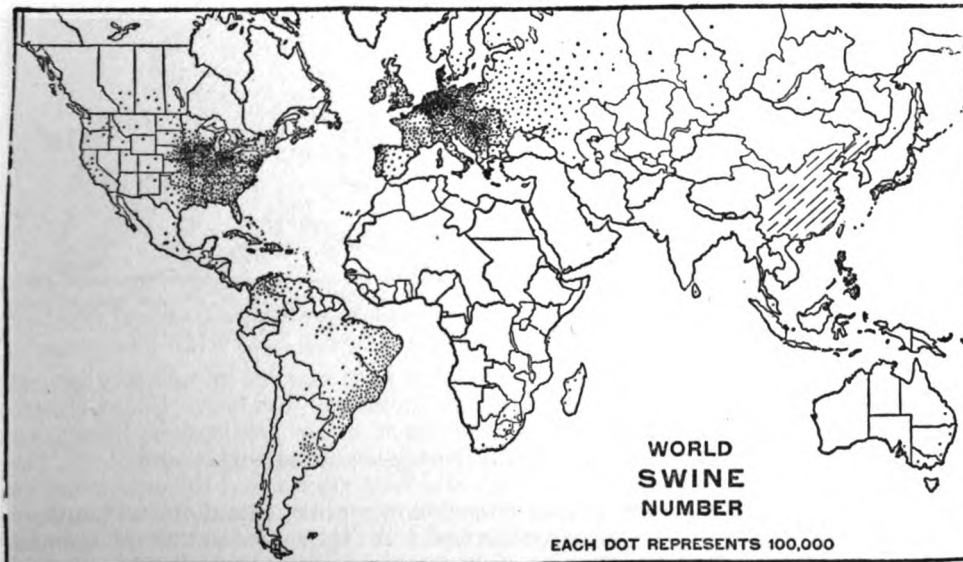 WORLD
SWINE
NUMBER
EACH DOT REPRESENTS 100,000